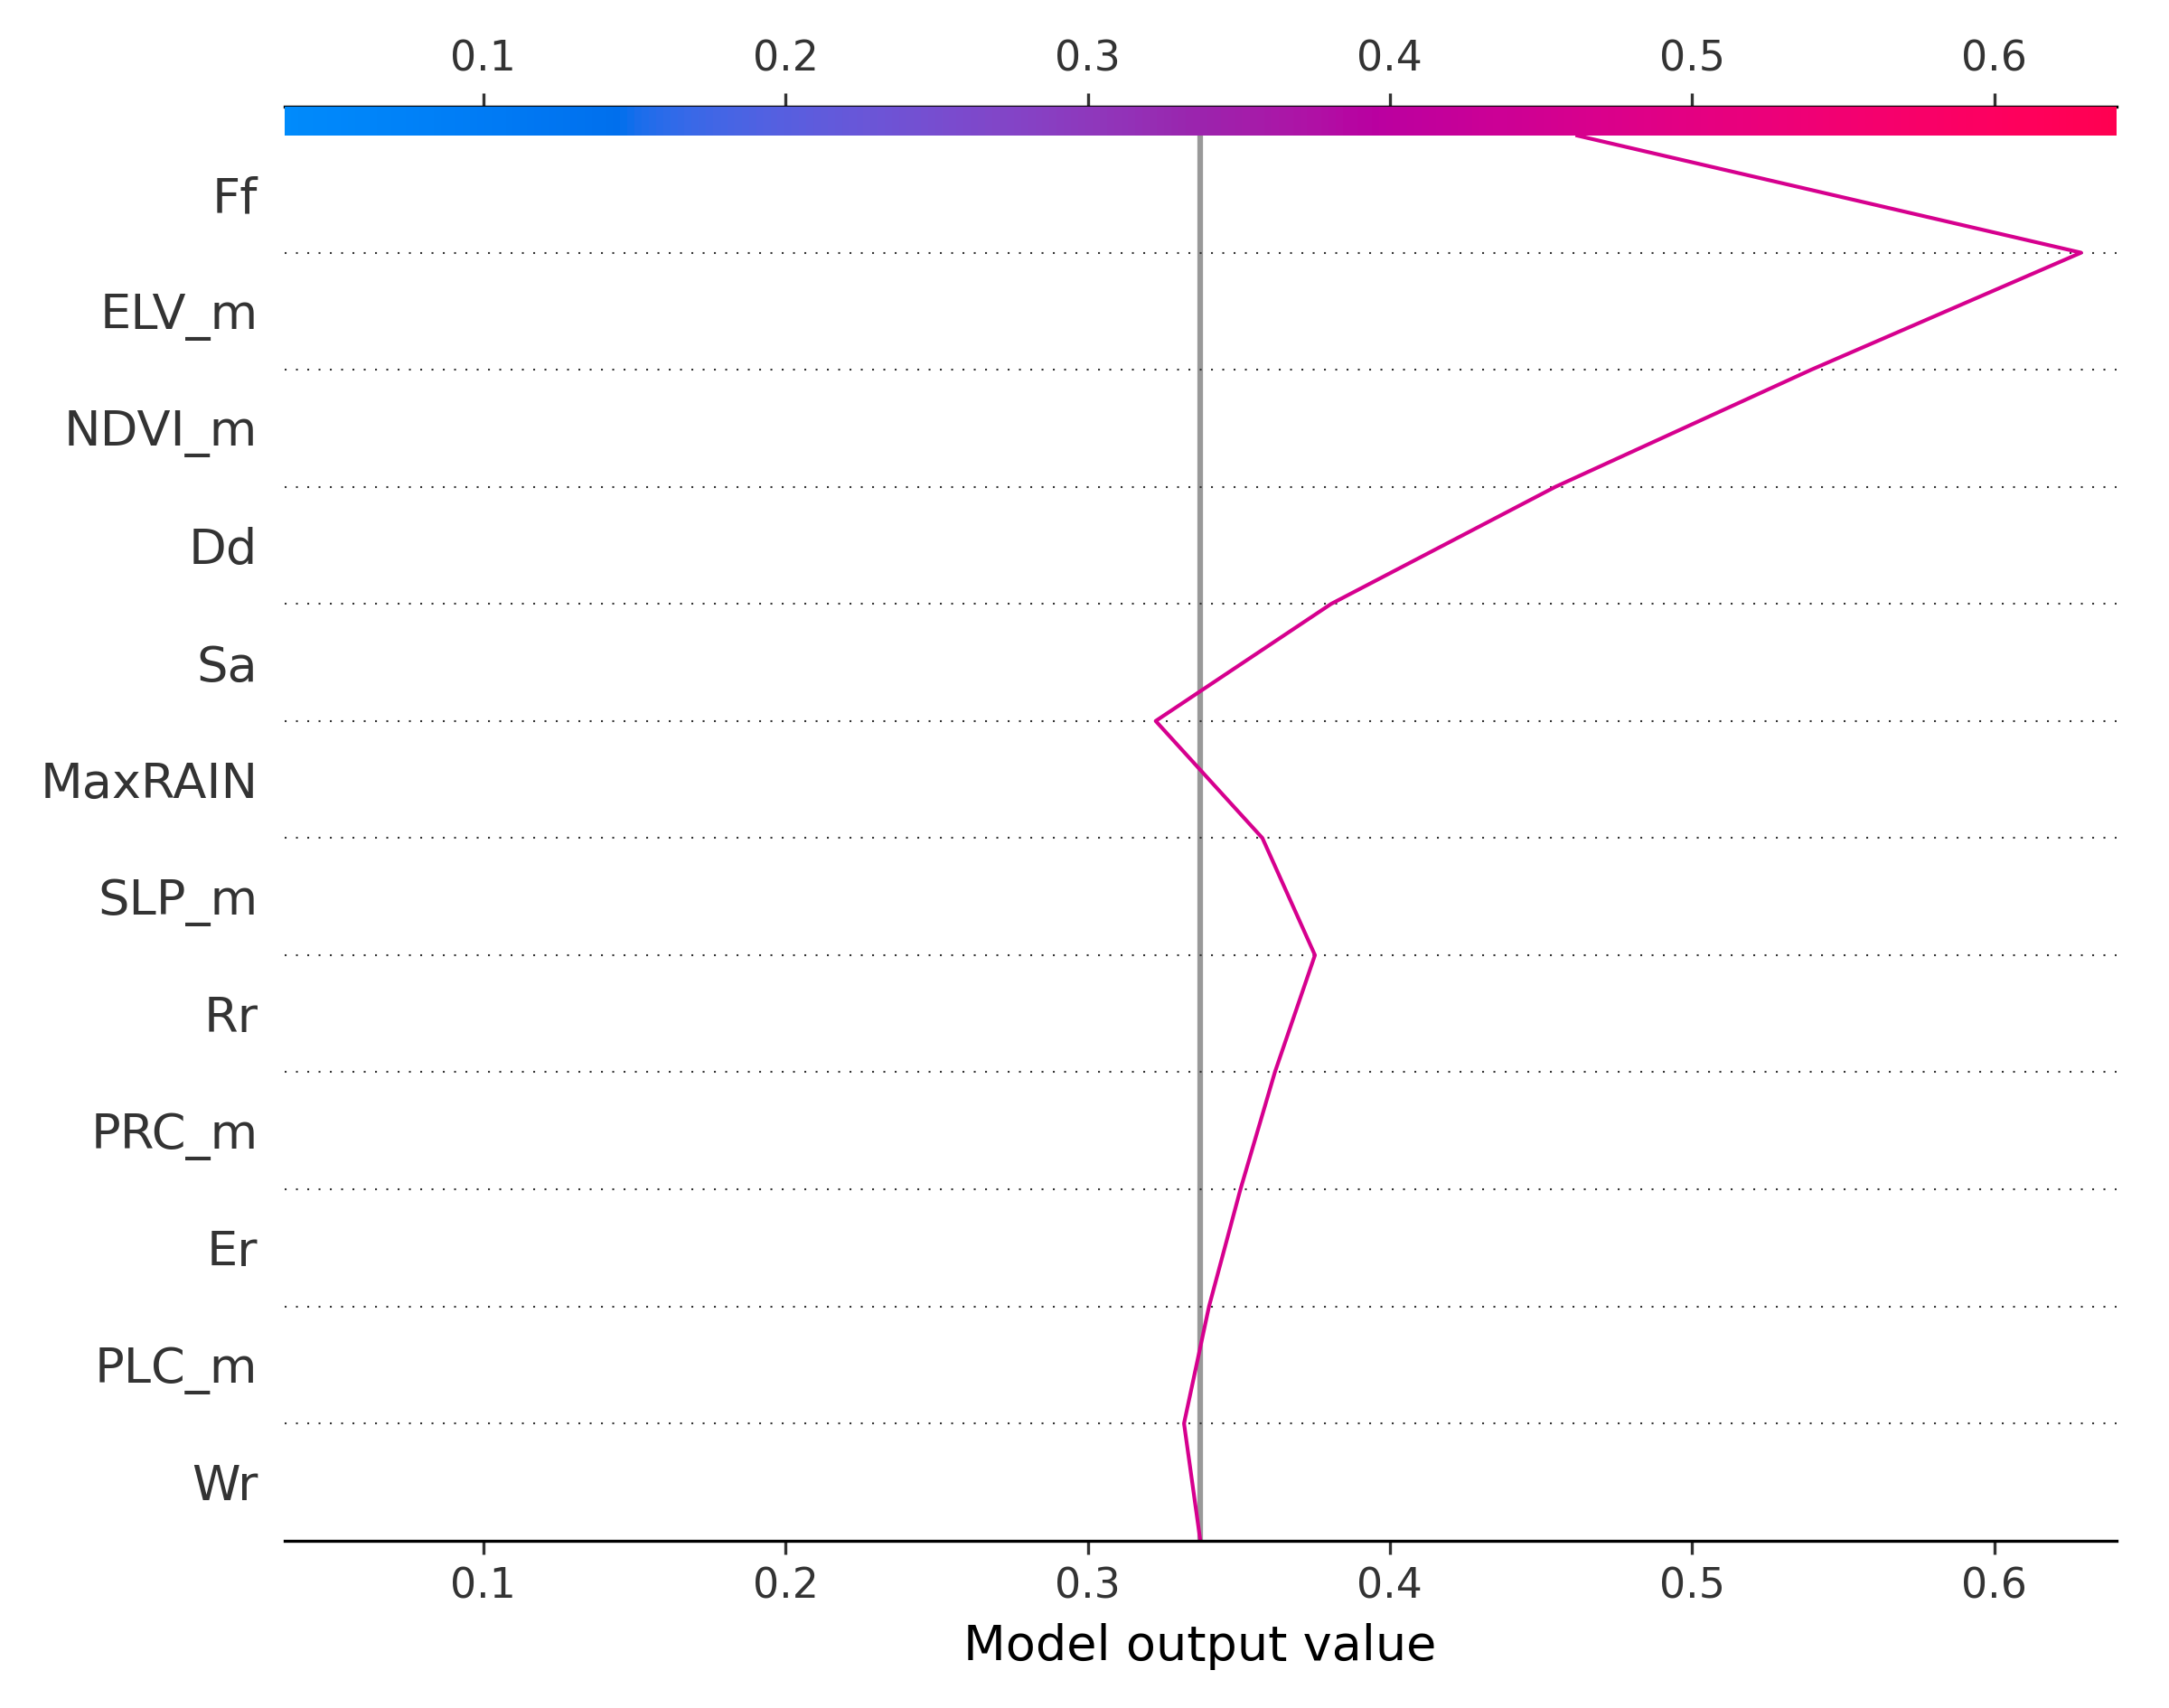 0.1 0.2 0.3 0.4 0.5 0.6
Ff
ELV_m
NDVI_m
Dd
Sa
MaxRAIN
SLP_m
Rr
PRC_m
Er
PLC_m
Wr
0.1 0.2 0.3 0.4 0.5 0.6
Model output value